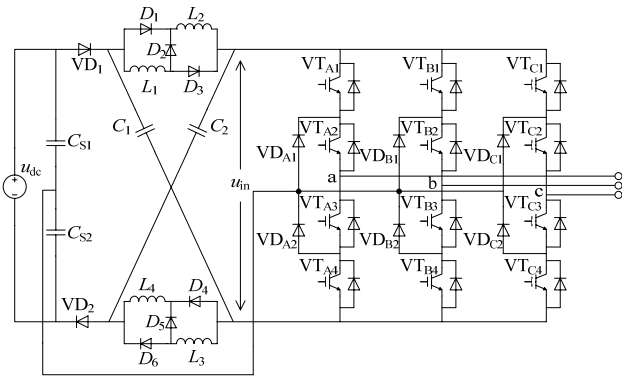 D1 L2
VD1 D2
L1 D3
VTA1 VTB1 VTC1
CS1 C1 C2
VTA2 VTB2 VTC2
VDA1 VDB1 VDC1
udc uin
a b c
CS2
VTA3 VTB3 VTC3
VDA2 VDB2 VDC2
VTA4 VTB4 VTC4
L4 D4
VD2 D5
D6 L3